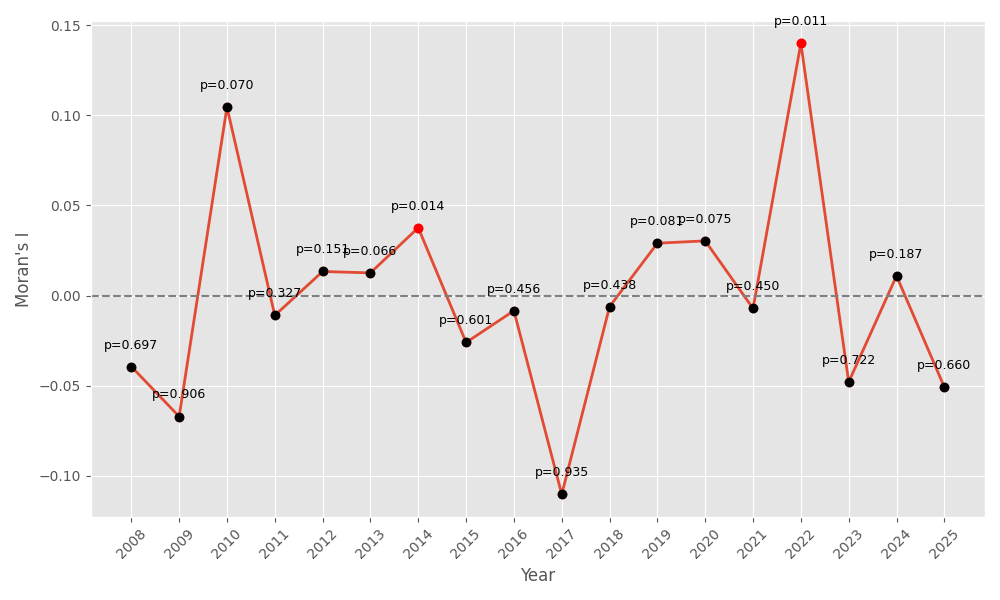 0.15
0.10
0.05
0.00
−0.05
−0.10
Moran's I
p=0.697
p=0.906
p=0.070
p=0.327
p=0.151
p=0.066
p=0.014
p=0.601
p=0.456
p=0.935
p=0.438
p=0.081
p=0.075
p=0.450
p=0.011
p=0.722
p=0.187
p=0.660
2008
2009
2010
2011
2012
2013
2014
2015
2016
2017
2018
2019
2020
2021
2022
2023
2024
2025
Year